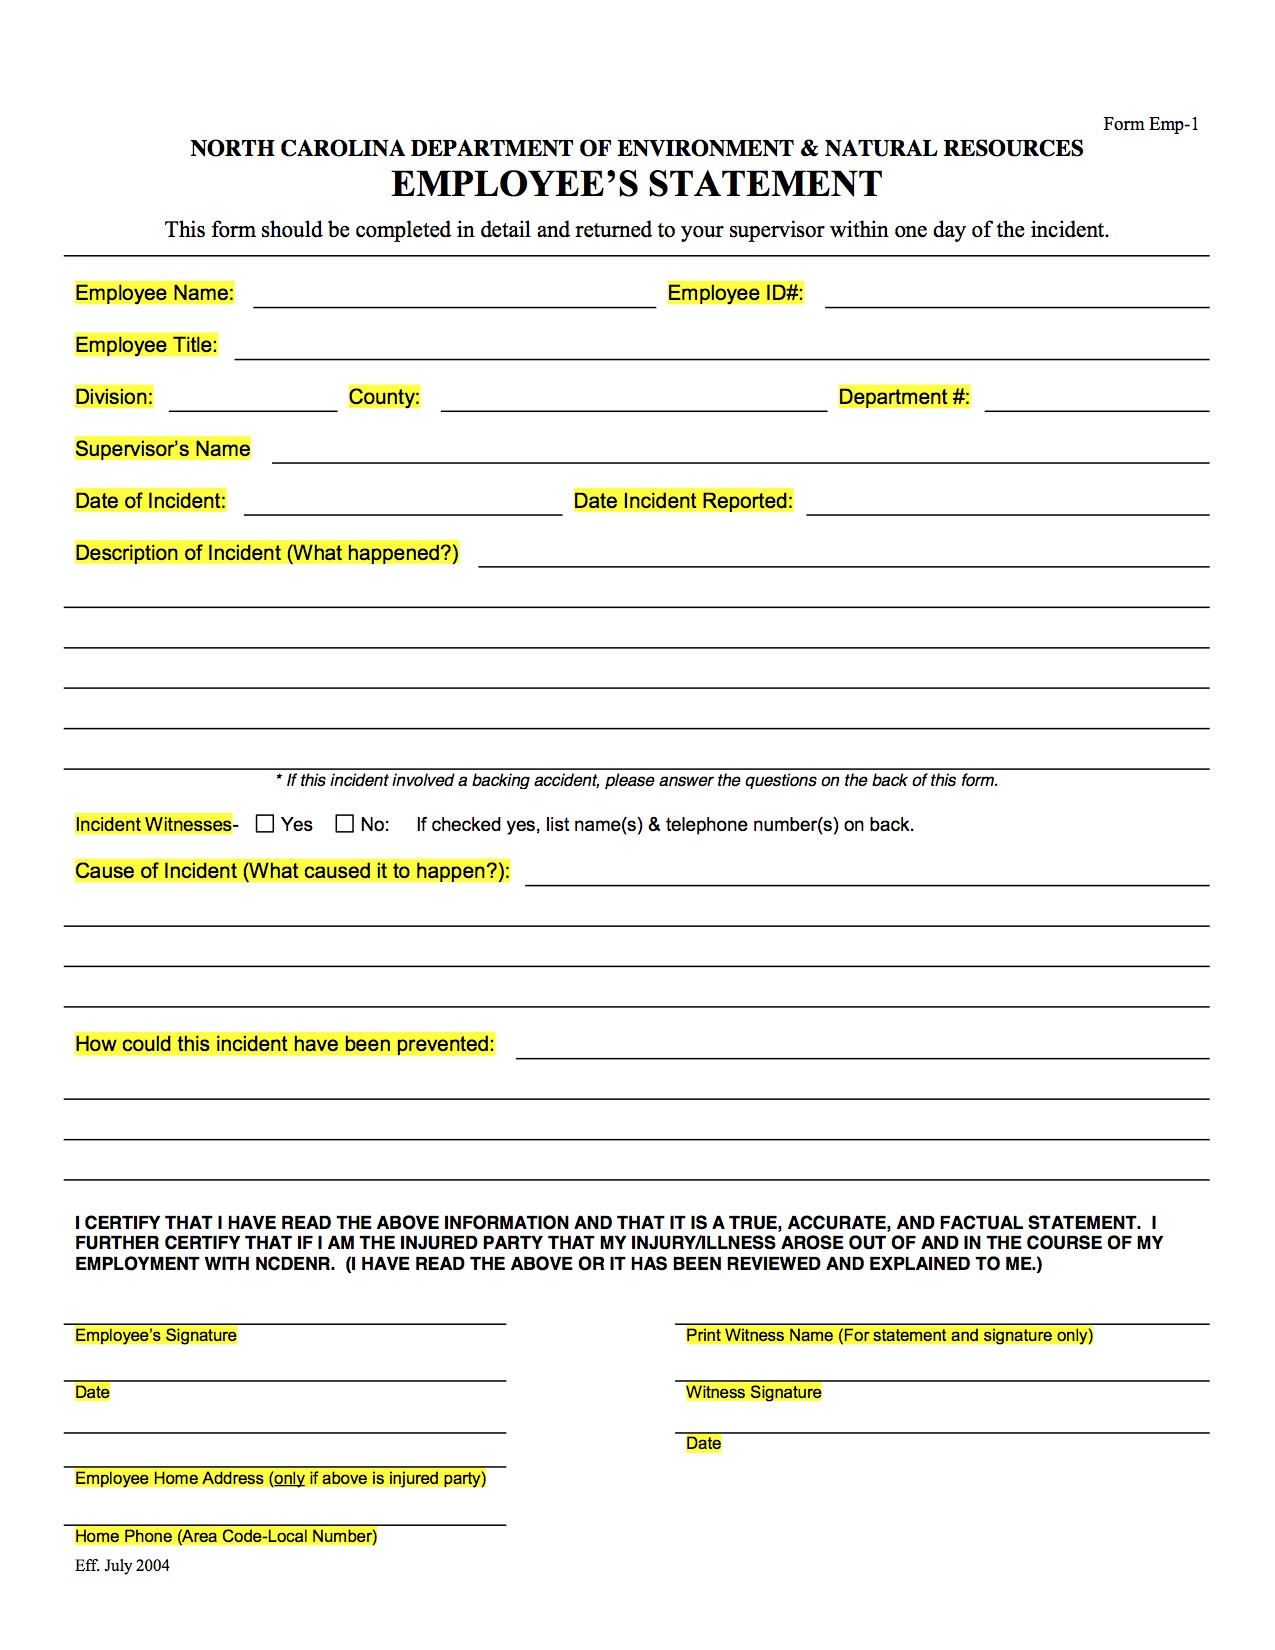 Form Emp-1
NORTH CAROLINA DEPARTMENT OF ENVIRONMENT & NATURAL RESOURCES
EMPLOYEE’S STATEMENT
This form should be completed in detail and returned to your supervisor within one day of the incident.
Employee Name: Employee ID#:
Employee Title:
Division: County: Department #:
Supervisor’s Name
Date of Incident: Date Incident Reported:
Description of Incident (What happened?)
* If this incident involved a backing accident, please answer the questions on the back of this form.
Incident Witnesses- ☐ Yes ☐ No: If checked yes, list name(s) & telephone number(s) on back.
Cause of Incident (What caused it to happen?):
How could this incident have been prevented:
I CERTIFY THAT I HAVE READ THE ABOVE INFORMATION AND THAT IT IS A TRUE, ACCURATE, AND FACTUAL STATEMENT. I
FURTHER CERTIFY THAT IF I AM THE INJURED PARTY THAT MY INJURY/ILLNESS AROSE OUT OF AND IN THE COURSE OF MY
EMPLOYMENT WITH NCDENR. (I HAVE READ THE ABOVE OR IT HAS BEEN REVIEWED AND EXPLAINED TO ME.)
Employee’s Signature Print Witness Name (For statement and signature only)
Date Witness Signature
Date
Employee Home Address (only if above is injured party)
Home Phone (Area Code-Local Number)
Eff. July 2004